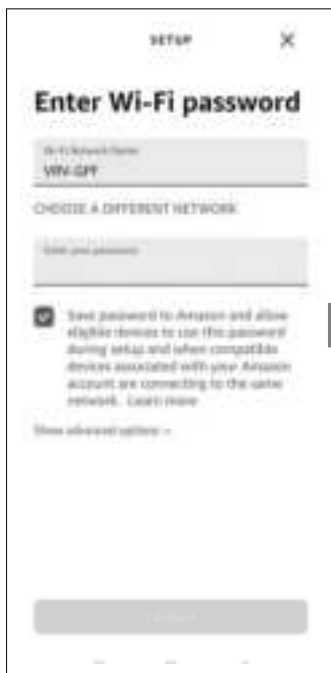 SETUP
Enter Wi-Fi password
Wi-Fi Network Name
VRV-GPF
CHOOSE A DIFFERENT NETWORK
Enter your password
Save password to Amazon and allow
eligible devices to use this password
during setup and when compatible
devices associated with your Amazon
account are connecting to the same
network. Learn more
Show advanced options